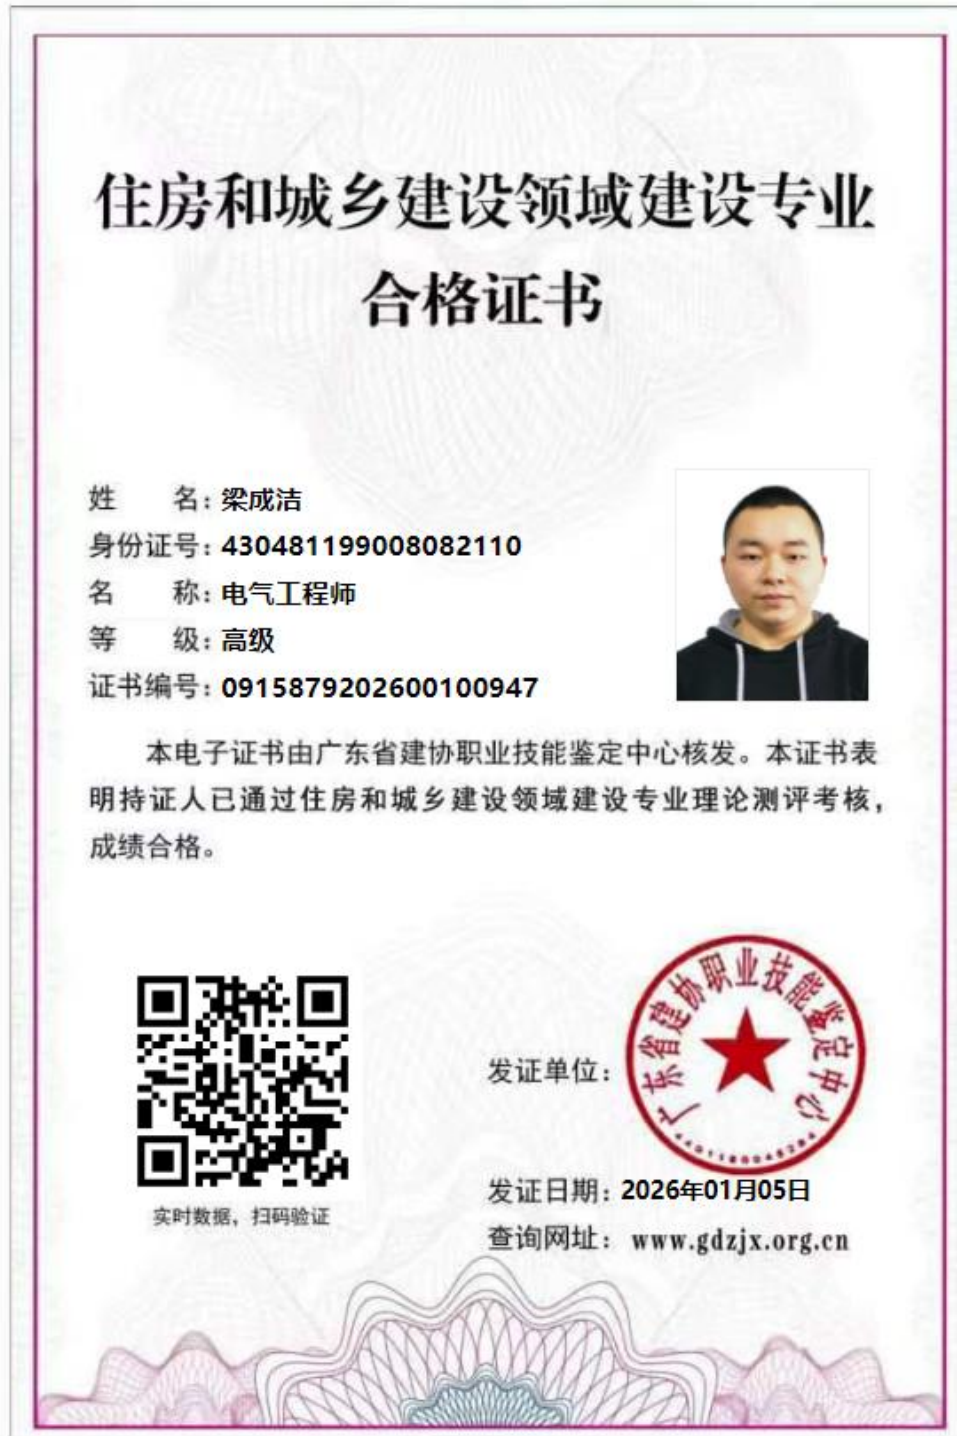 住房和城乡建设领域建设专业
合格证书
姓 名：梁成洁
身份证号：430481199008082110
名 称：电气工程师
等 级：高级
证书编号：0915879202600100947
本电子证书由广东省建协职业技能鉴定中心核发。本证书表
明持证人已通过住房和城乡建设领域建设专业理论测评考核，
成绩合格。
实时数据，扫码验证
发证单位：
广东省建协职业技能鉴定中心
发证日期：2026年01月05日
查询网址：www.gdzjx.org.cn